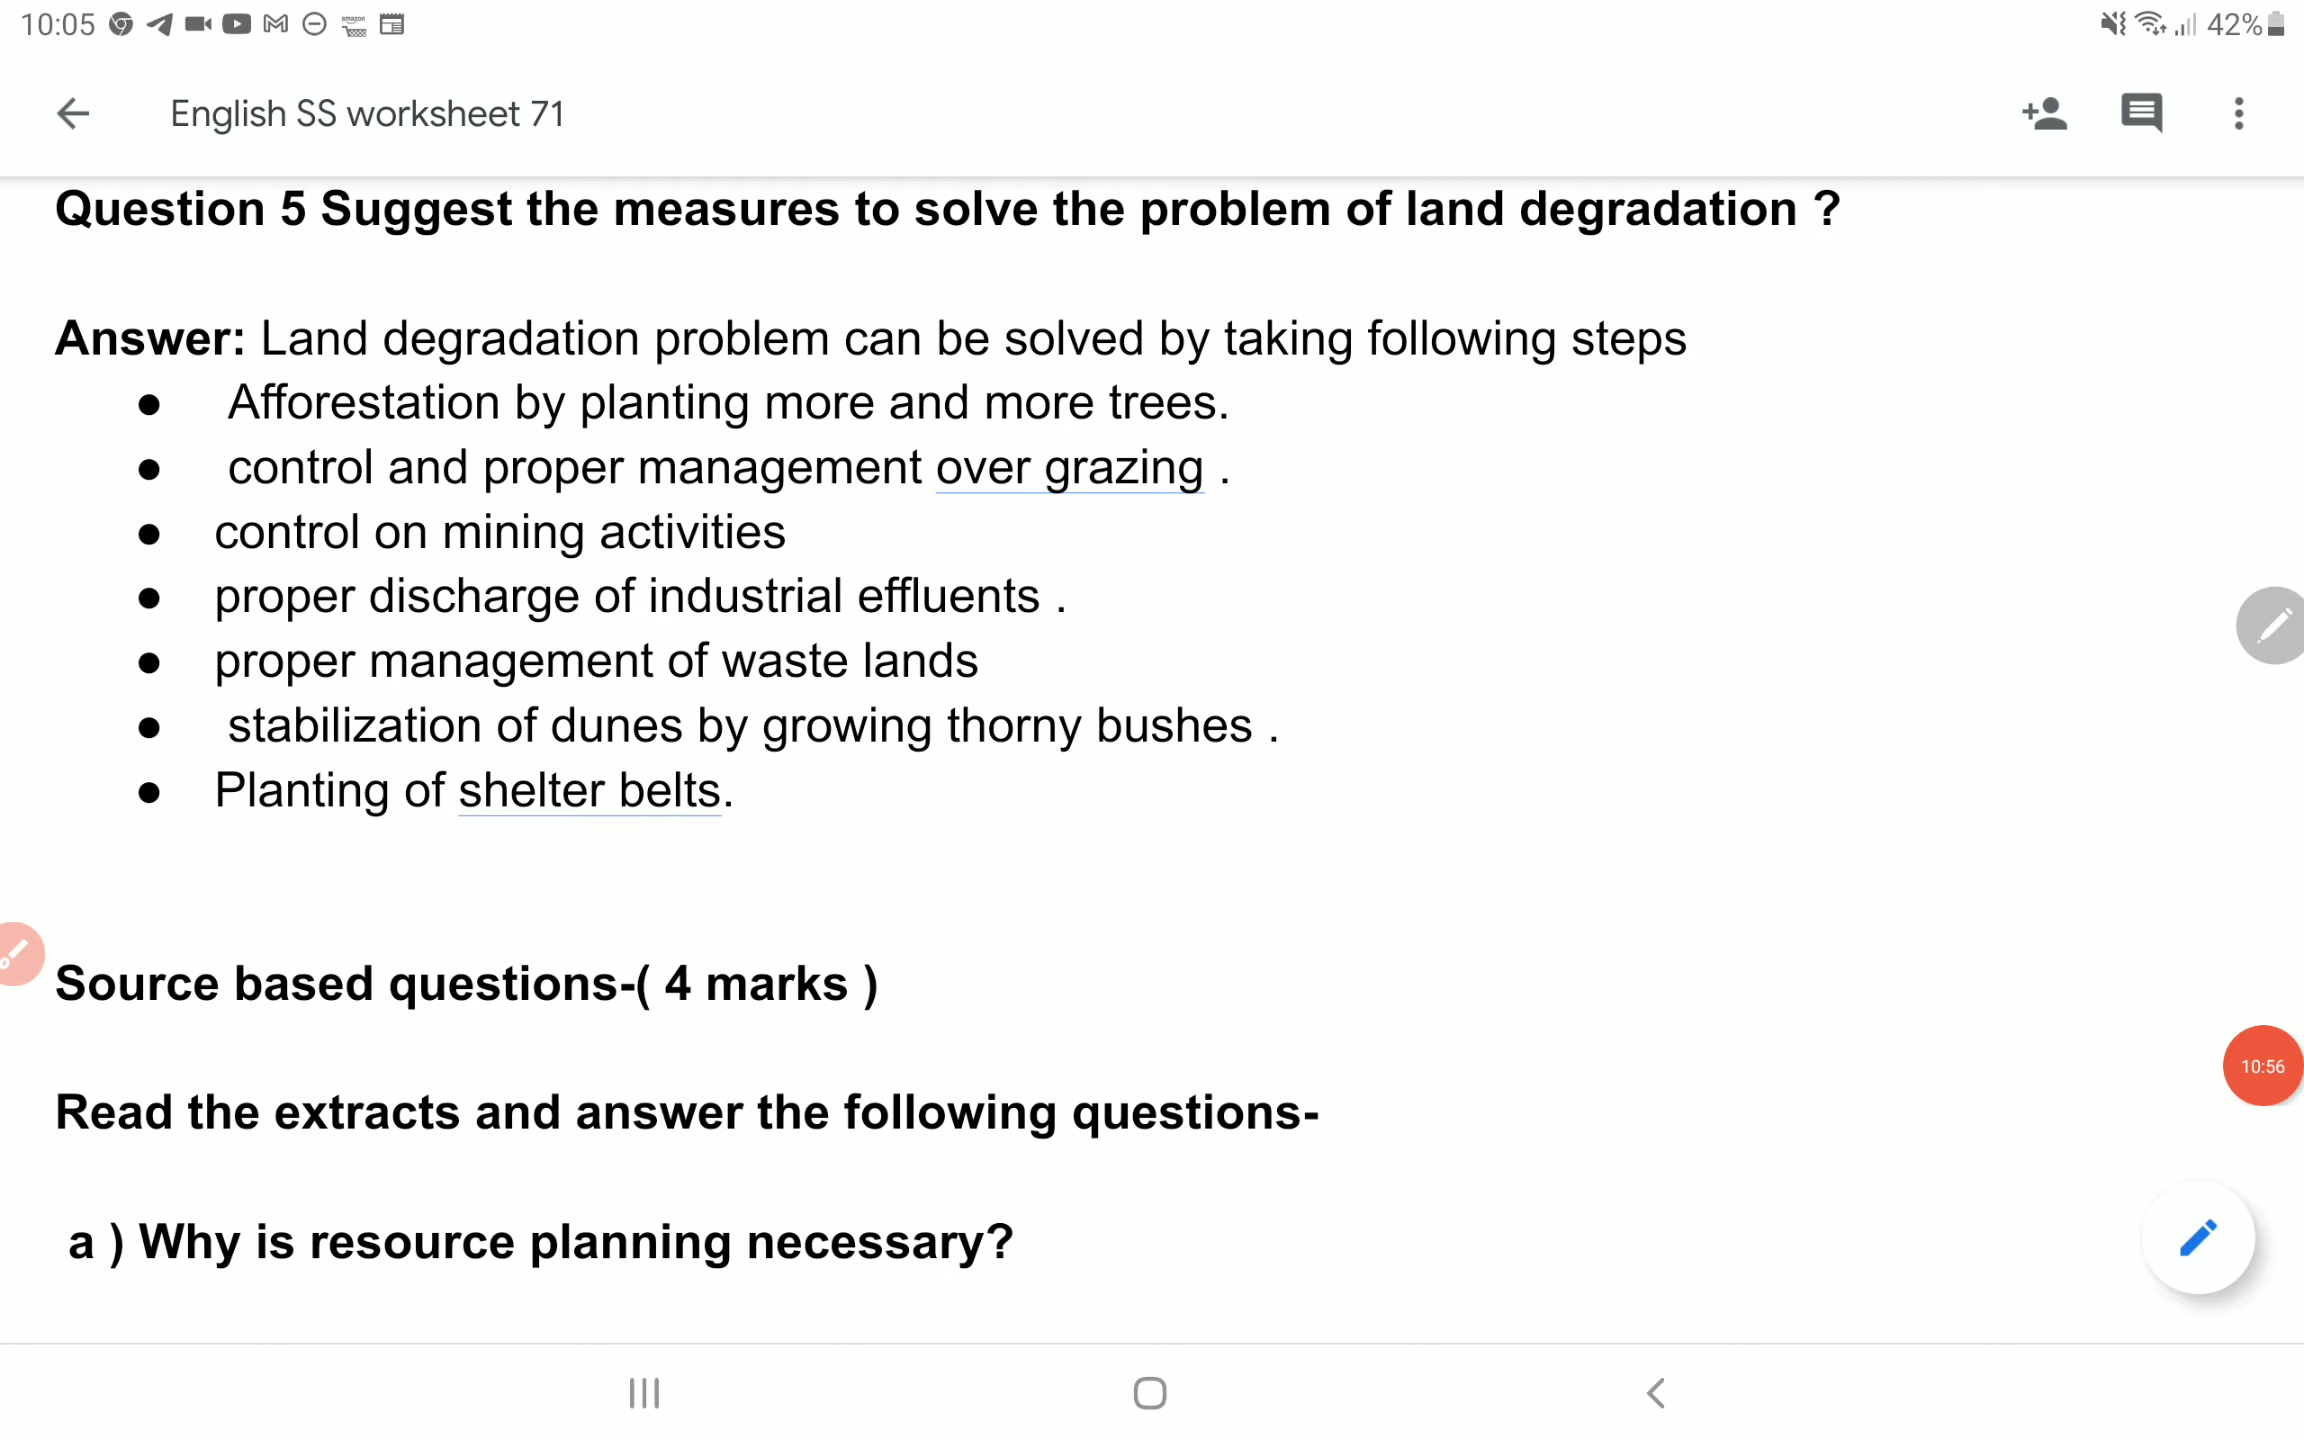 10:05
amazon
42%
English SS worksheet 71
Question 5 Suggest the measures to solve the problem of land degradation ?
Answer: Land degradation problem can be solved by taking following steps
● Afforestation by planting more and more trees.
● control and proper management over grazing .
● control on mining activities
● proper discharge of industrial effluents .
● proper management of waste lands
● stabilization of dunes by growing thorny bushes .
● Planting of shelter belts.
Source based questions-( 4 marks )
10:56
Read the extracts and answer the following questions-
a ) Why is resource planning necessary?